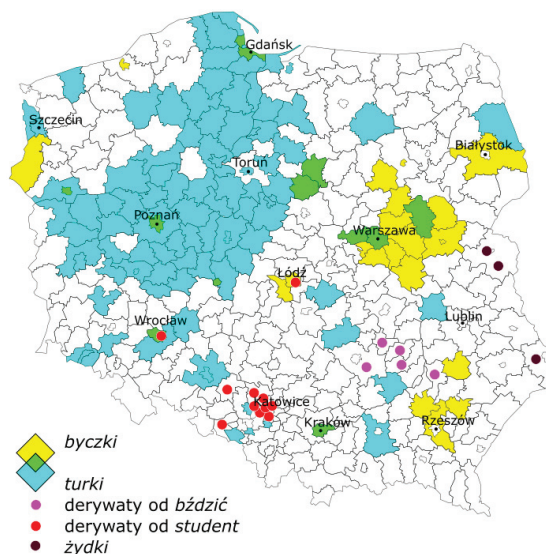 Gdańsk
Szczecin
Białystok
Toruń
Poznań
Warszawa
Łódź
Wrocław
Lublin
Katowice
Kraków
Rzeszów
byczki
turki
derywaty od bździć
derywaty od student
żydki